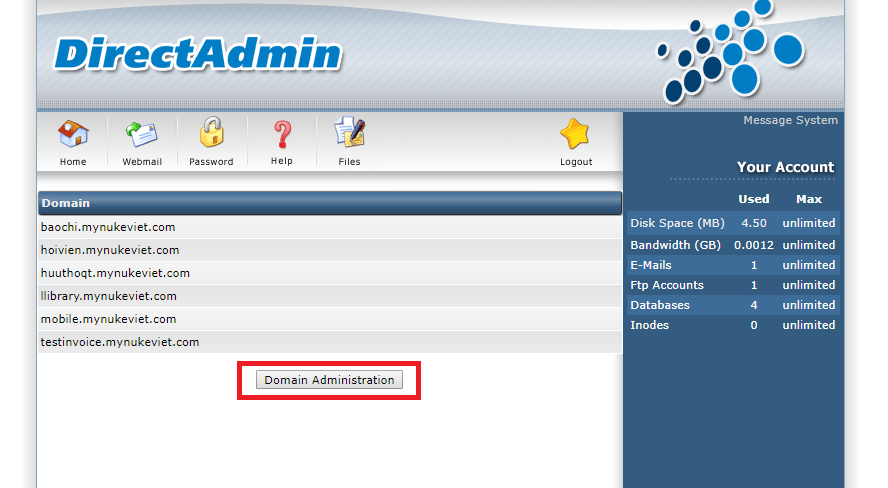 DirectAdmin
Message System
Home Webmail Password Help Files Logout
Your Account
Used Max
Domain
Disk Space (MB) 4.50 unlimited
baochi.mynukeviet.com
Bandwidth (GB) 0.0012 unlimited
hoivien.mynukeviet.com
E-Mails 1 unlimited
huuthoqt.mynukeviet.com
Ftp Accounts 1 unlimited
llibrary.mynukeviet.com
Databases 4 unlimited
mobile.mynukeviet.com
Inodes 0 unlimited
testinvoice.mynukeviet.com
Domain Administration